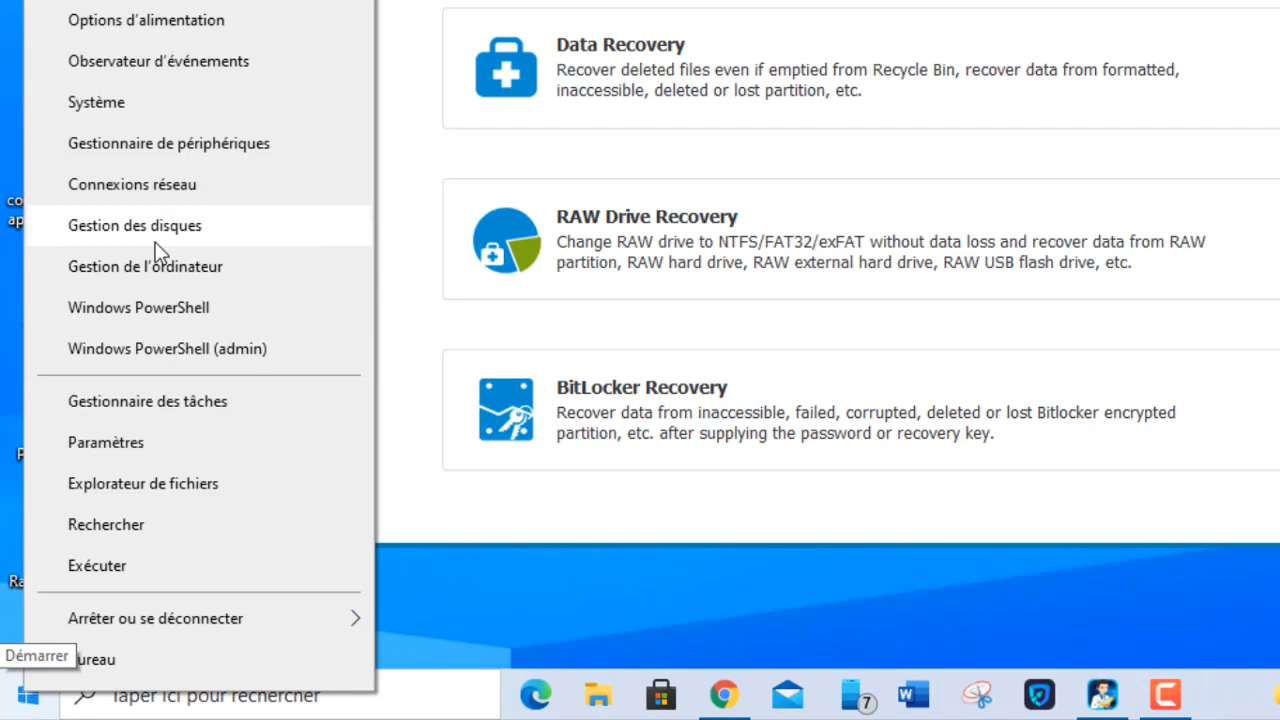 Options d'alimentation
Observateur d'événements
Système
Gestionnaire de périphériques
Connexions réseau
Gestion des disques
Gestion de l'ordinateur
Windows PowerShell
Windows PowerShell (admin)
Gestionnaire des tâches
Paramètres
Explorateur de fichiers
Rechercher
Exécuter
Arrêter ou se déconnecter
Démarrer
ureau
Taper ici pour rechercher
co
ap
P
Ra
Data Recovery
Recover deleted files even if emptied from Recycle Bin, recover data from formatted,
inaccessible, deleted or lost partition, etc.
RAW Drive Recovery
Change RAW drive to NTFS/FAT32/exFAT without data loss and recover data from RAW
partition, RAW hard drive, RAW external hard drive, RAW USB flash drive, etc.
BitLocker Recovery
Recover data from inaccessible, failed, corrupted, deleted or lost Bitlocker encrypted
partition, etc. after supplying the password or recovery key.
7
W